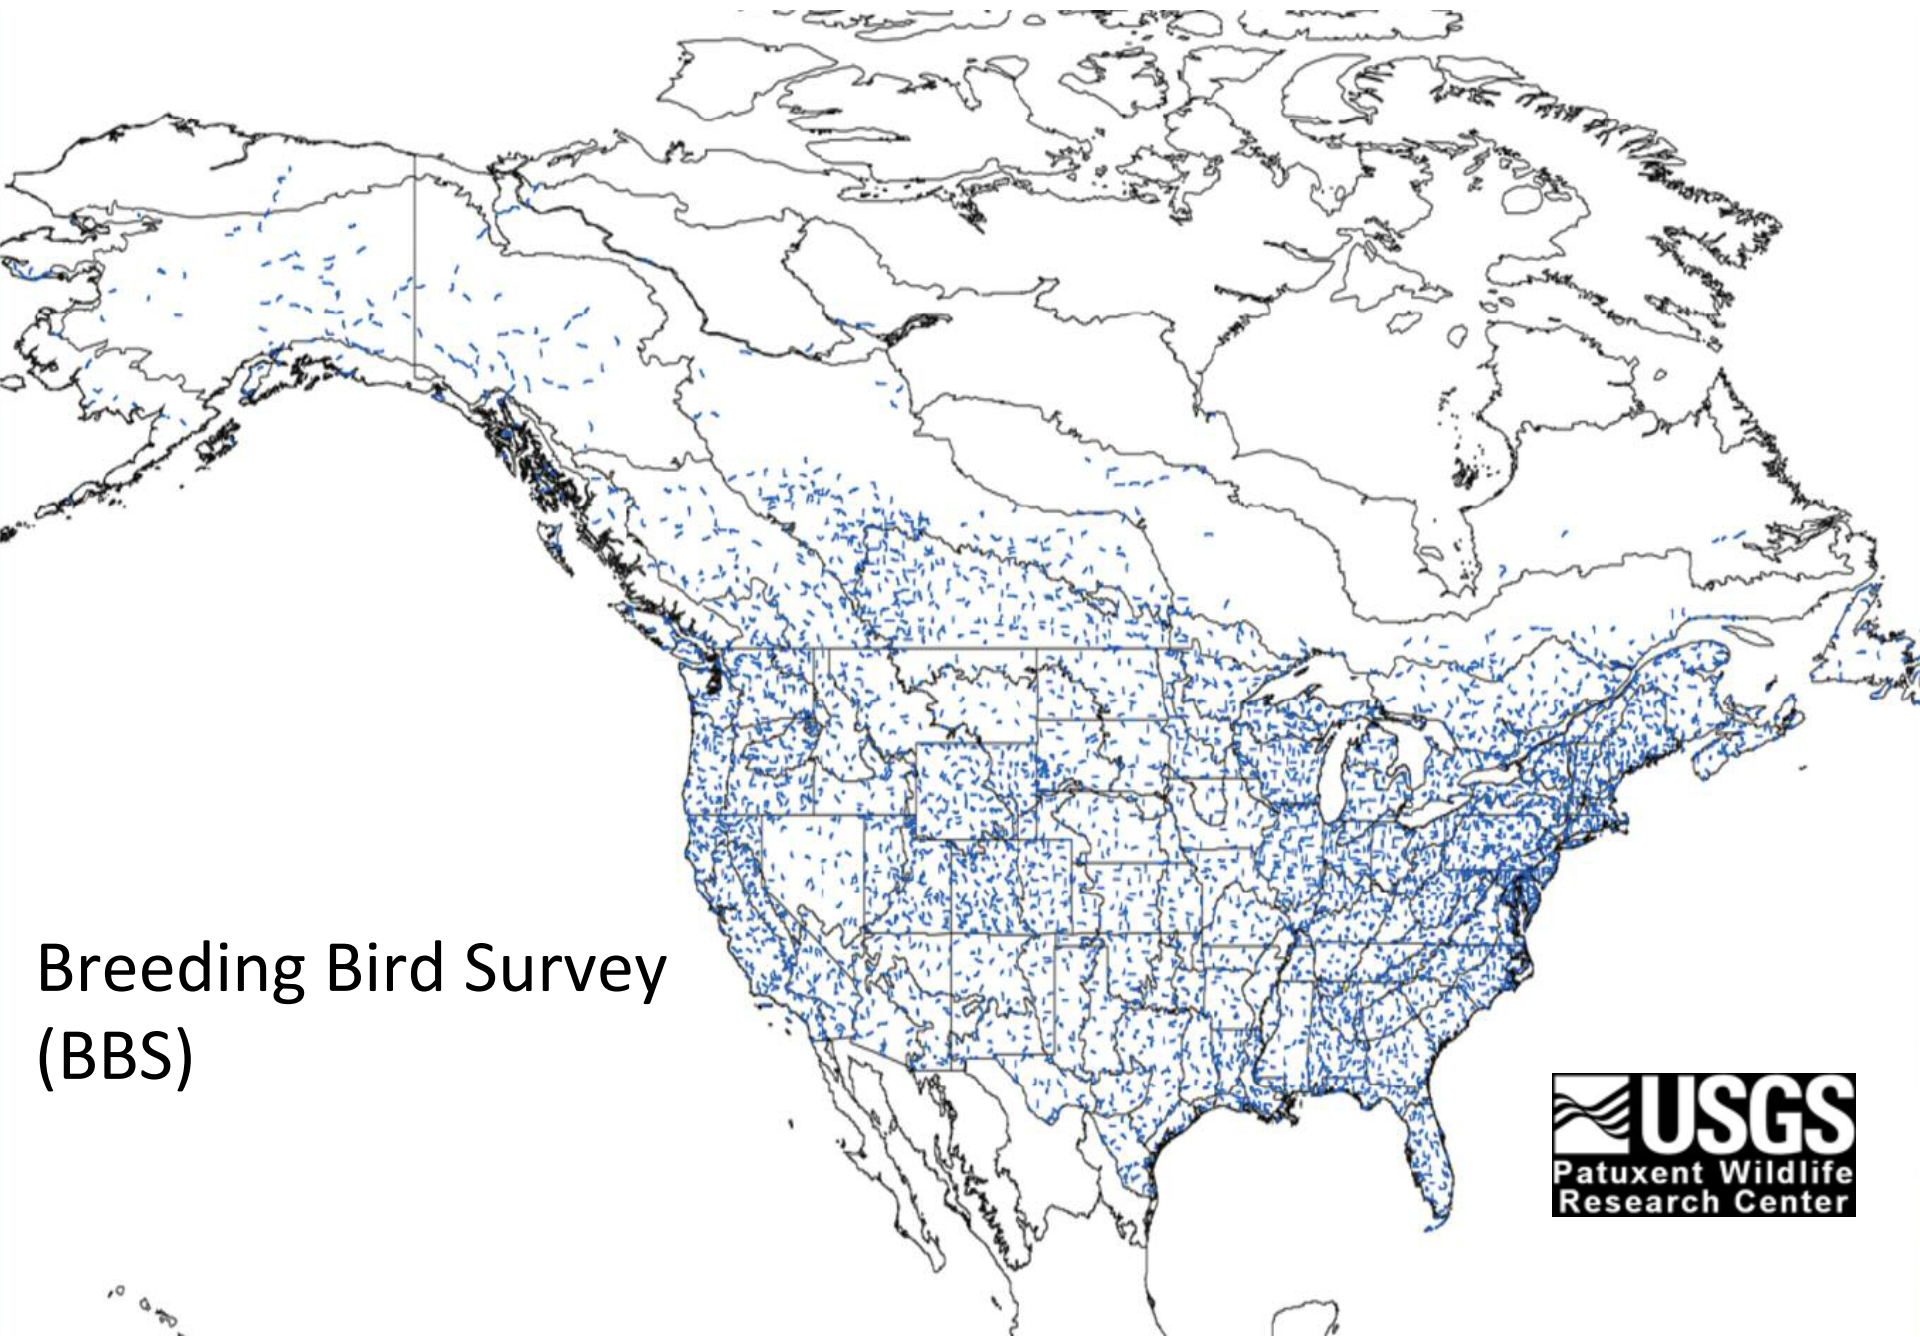 Breeding Bird Survey
(BBS)
USGS
Patuxent Wildlife
Research Center